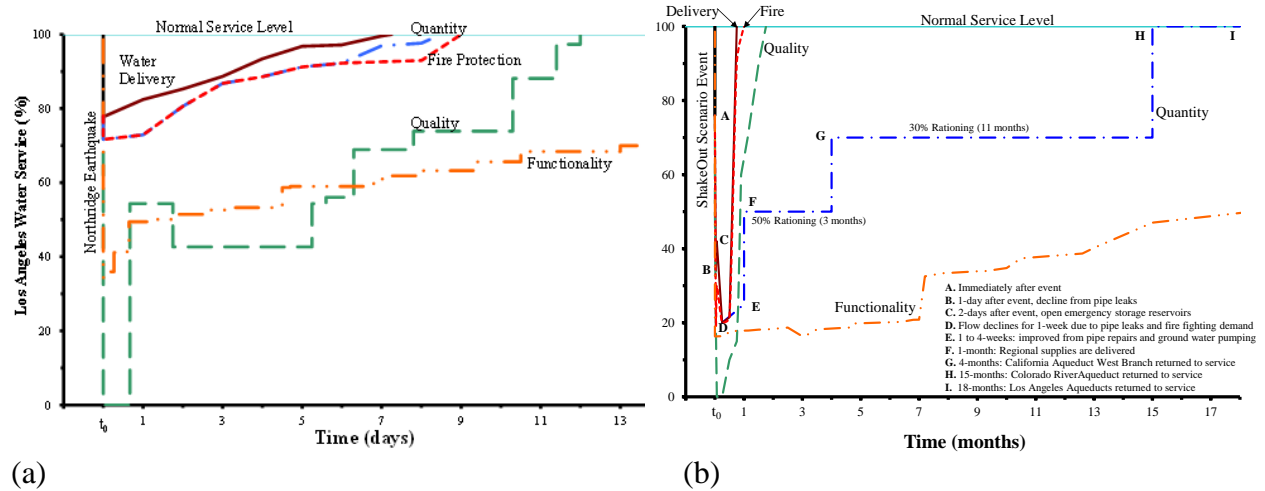 Normal Service Level
Quantity
Water
Delivery
Fire Protection
Quality
Functionality
Northridge Earthquake
Los Angeles Water Service (%)
100
80
60
40
20
0
t0
1
3
5
7
9
11
13
Time (days)
(a)
Delivery
Fire
Normal Service Level
Quality
ShakeOut Scenario Event
A
B
C
D
E
F
G
H
I
Quantity
30% Rationing (11 months)
50% Rationing (3 months)
Functionality
A. Immediately after event
B. 1-day after event, decline from pipe leaks
C. 2-days after event, open emergency storage reservoirs
D. Flow declines for 1-week due to pipe leaks and fire fighting demand
E. 1 to 4-weeks: improved from pipe repairs and ground water pumping
F. 1-month: Regional supplies are delivered
G. 4-months: California Aqueduct West Branch returned to service
H. 15-months: Colorado RiverAqueduct returned to service
I. 18-months: Los Angeles Aqueducts returned to service
100
80
60
40
20
0
t0
1
3
5
7
9
11
13
15
17
Time (months)
(b)